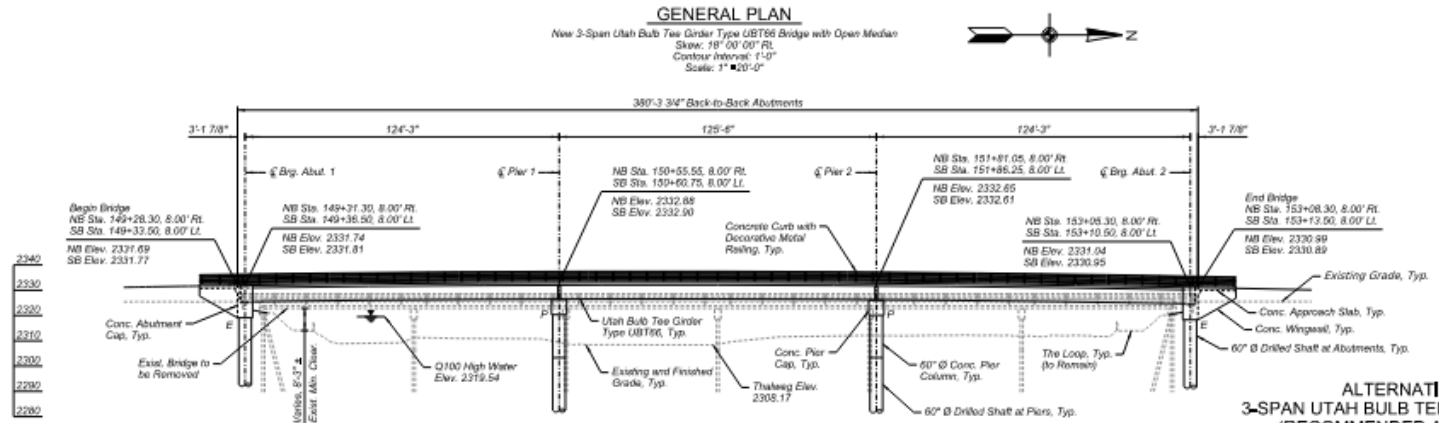 GENERAL PLAN
New 3-Span Utah Bulb Tee Girder Type UBT66 Bridge with Open Median
Skew: 18° 00' 00" Rt.
Contour Interval: 1'-0"
Scale: 1" = 20'-0"
N
380'-3 3/4" Back-to-Back Abutments
3'-1 7/8"
124'-3"
125'-6"
124'-3"
3'-1 7/8"
℄ Brg. Abut. 1
℄ Pier 1
NB Sta. 150+55.55, 8.00' Rt.
SB Sta. 150+60.75, 8.00' Lt.
NB Elev. 2332.88
SB Elev. 2332.90
℄ Pier 2
NB Sta. 151+81.05, 8.00' Rt.
SB Sta. 151+86.25, 8.00' Lt.
NB Elev. 2332.65
SB Elev. 2332.61
℄ Brg. Abut. 2
Begin Bridge
NB Sta. 149+28.30, 8.00' Rt.
SB Sta. 149+33.50, 8.00' Lt.
NB Elev. 2331.69
SB Elev. 2331.77
NB Sta. 149+31.30, 8.00' Rt.
SB Sta. 149+36.50, 8.00' Lt.
NB Elev. 2331.74
SB Elev. 2331.81
Concrete Curb with
Decorative Metal
Railing, Typ.
NB Sta. 153+05.30, 8.00' Rt.
SB Sta. 153+10.50, 8.00' Lt.
NB Elev. 2331.04
SB Elev. 2330.95
End Bridge
NB Sta. 153+08.30, 8.00' Rt.
SB Sta. 153+13.50, 8.00' Lt.
NB Elev. 2330.99
SB Elev. 2330.89
2340
2330
2320
2310
2300
2290
2280
Existing Grade, Typ.
Conc. Approach Slab, Typ.
Conc. Wingwall, Typ.
60" Ø Drilled Shaft at Abutments, Typ.
Conc. Abutment
Cap, Typ.
E
P
P
E
Exist. Bridge to
be Removed
Varies, 8'-3" ±
Exist. Min. Clear.
Q100 High Water
Elev. 2319.54
Utah Bulb Tee Girder
Type UBT66, Typ.
Existing and Finished
Grade, Typ.
Thalweg Elev.
2308.17
Conc. Pier
Cap, Typ.
60" Ø Conc. Pier
Column, Typ.
60" Ø Drilled Shaft at Piers, Typ.
The Loop, Typ.
(to Remain)
ALTERNATI
3-SPAN UTAH BULB TE
(RECOMMENDED A